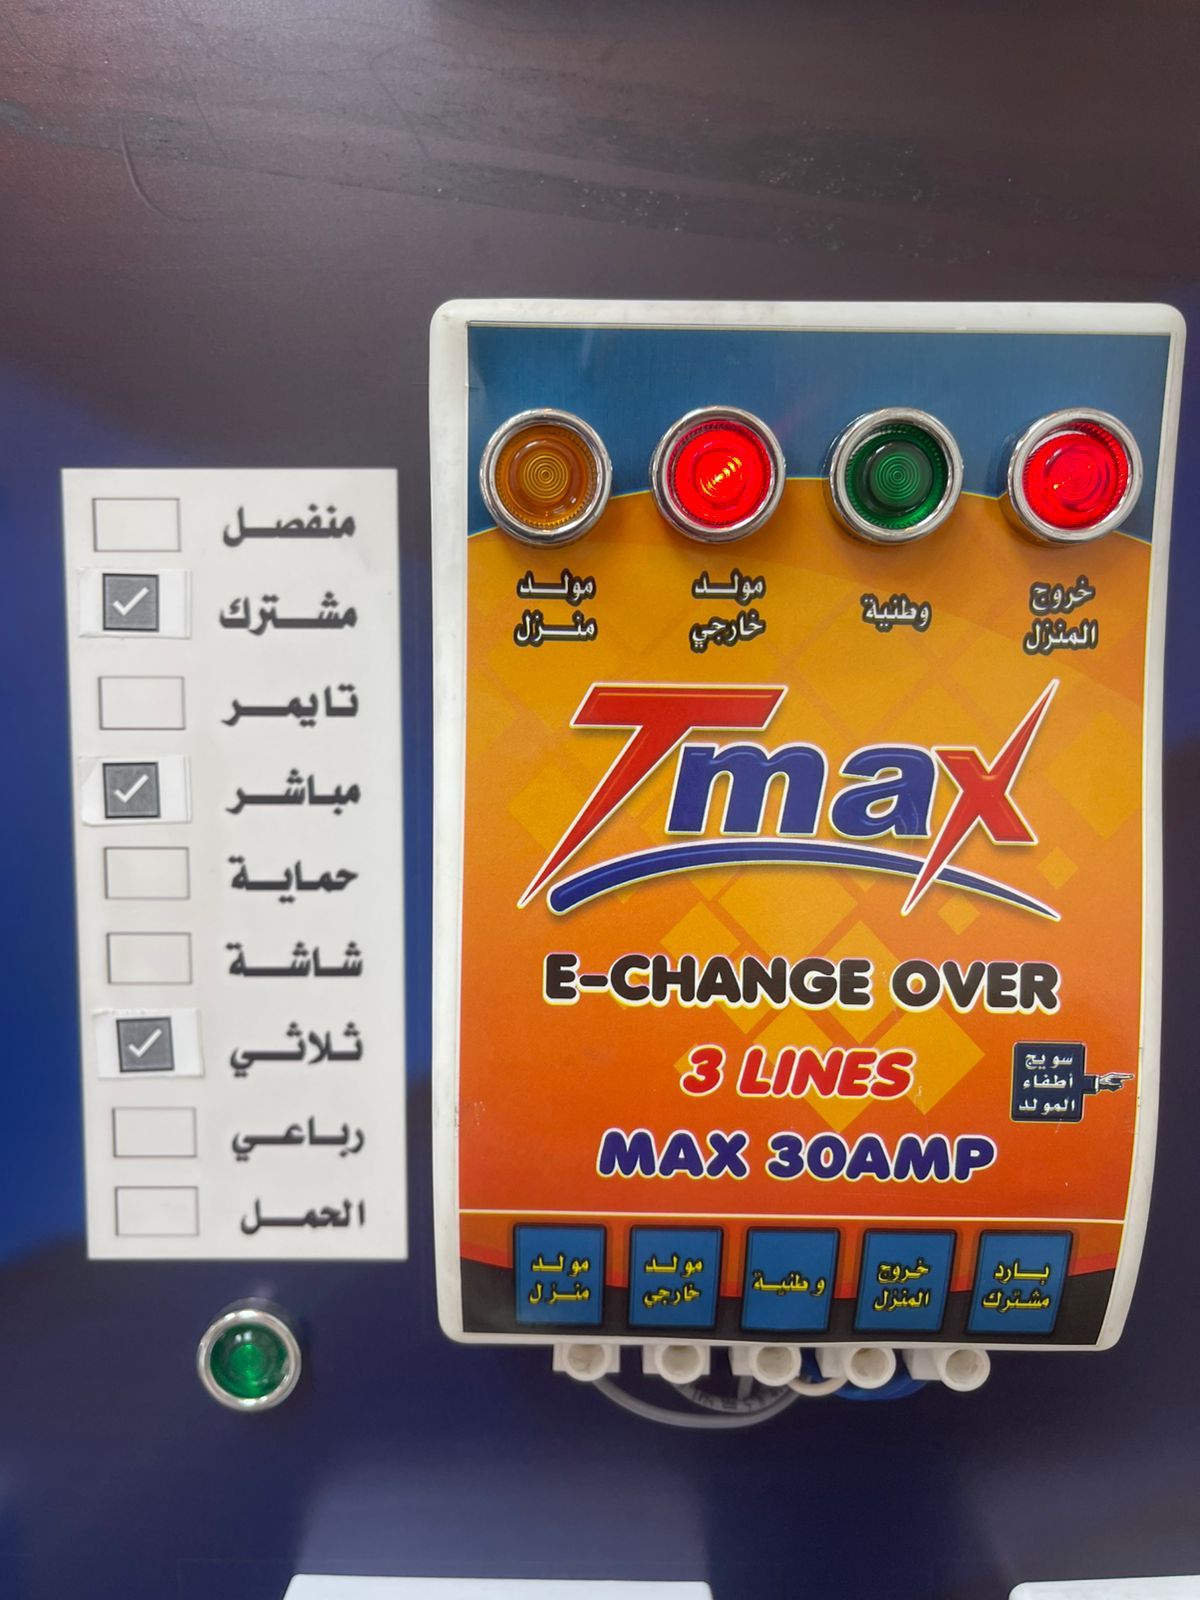 منفصل
مشترك
تايمر
مباشر
حماية
شاشة
ثلاثي
رباعي
الحمل
مولد
منزل
مولد
خارجي
وطنية
خروج
المنزل
Tmax
E-CHANGE OVER
3 LINES
MAX 30AMP
سويج
أطفاء
المولد
مولد
منزل
مولد
خارجي
وطنية
خروج
المنزل
بارد
مشترك